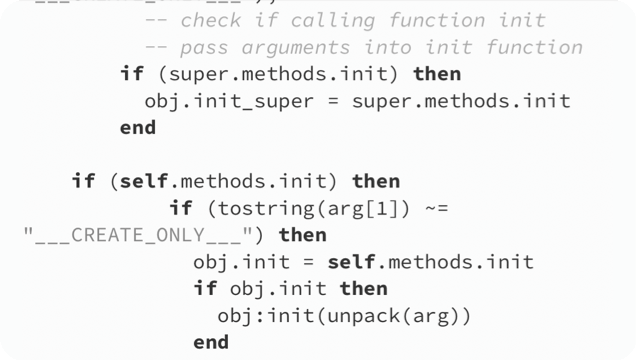 -- check if calling function init
-- pass arguments into init function
if (super.methods.init) then
obj.init_super = super.methods.init
end
if (self.methods.init) then
if (tostring(arg[1]) ~=
"___CREATE_ONLY___") then
obj.init = self.methods.init
if obj.init then
obj:init(unpack(arg))
end